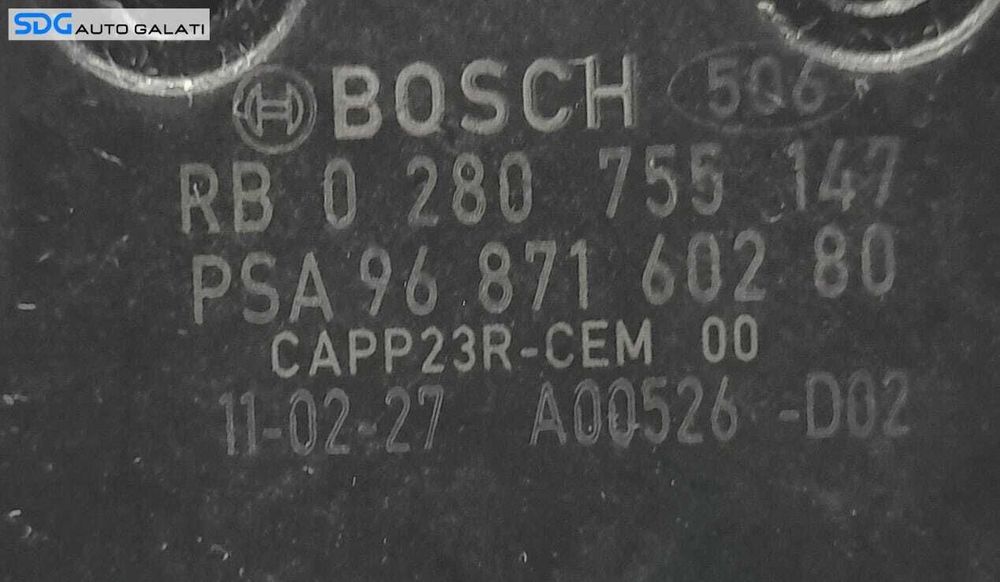 SDG AUTO GALATI
BOSCH 506
RB 0 280 755 147
PSA 96 871 602 80
CAPP23R-CEM 00
11-02-27 A00526 -D02